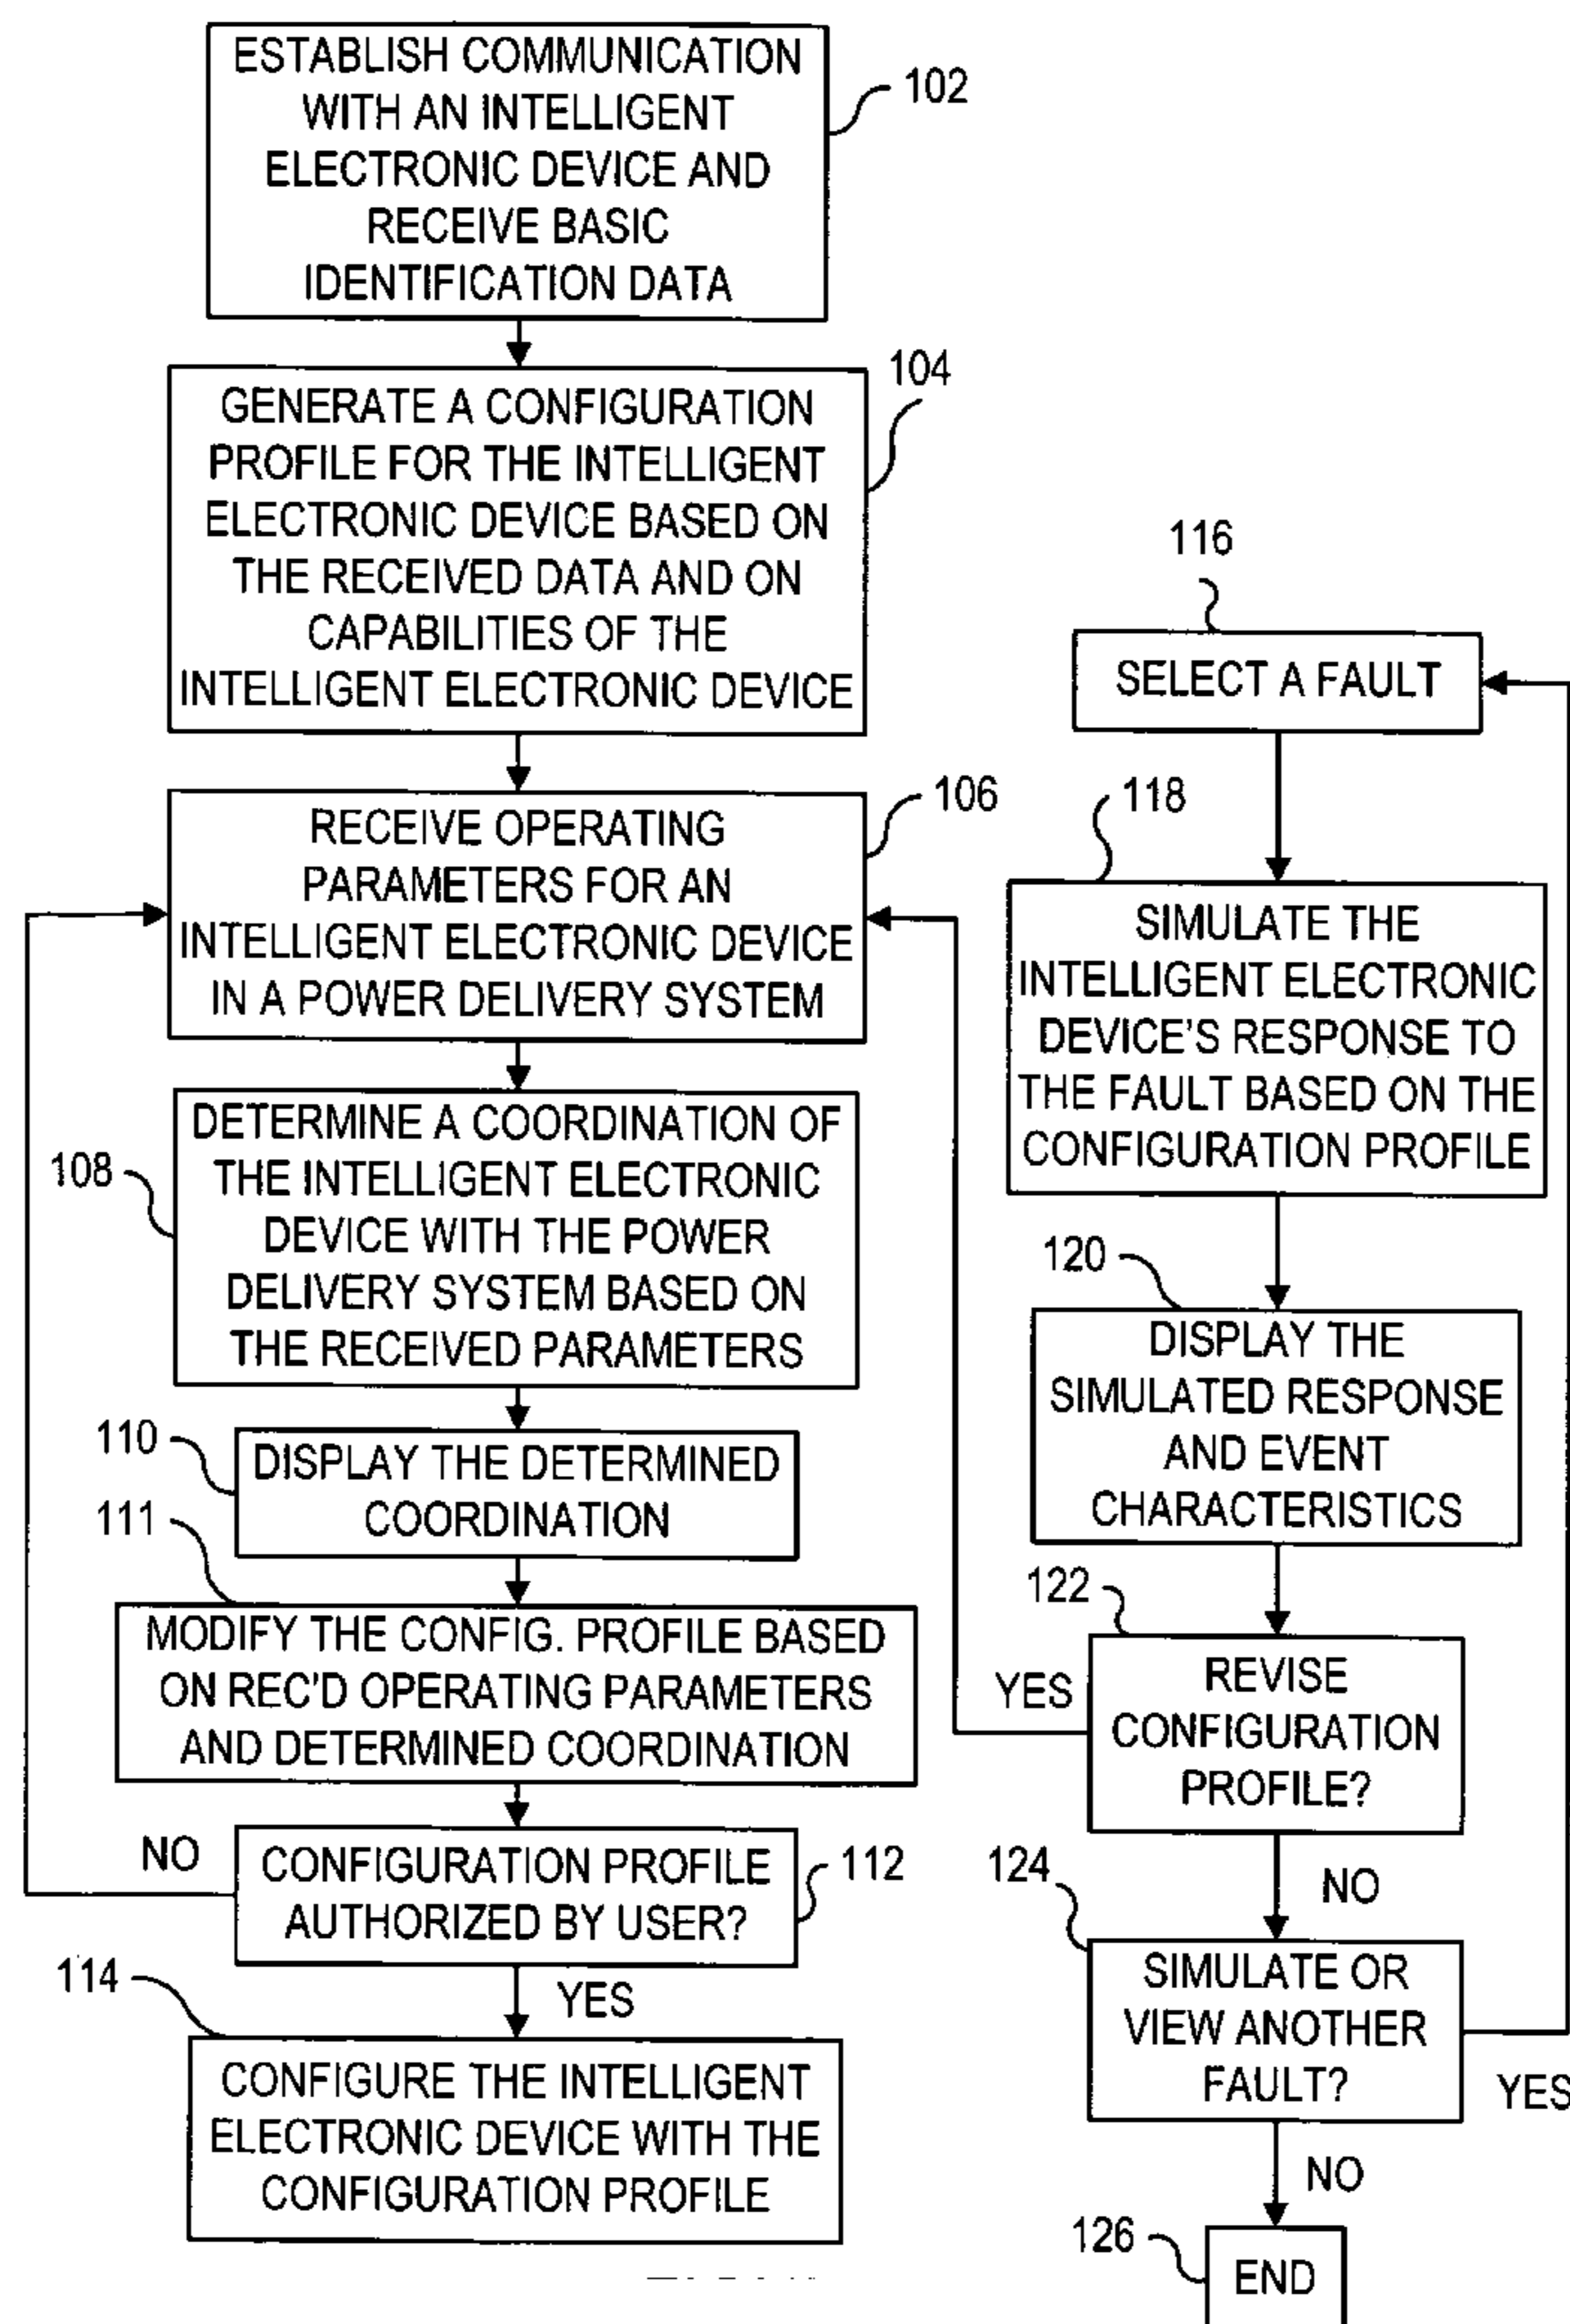 ESTABLISH COMMUNICATION
WITH AN INTELLIGENT
ELECTRONIC DEVICE AND
RECEIVE BASIC
IDENTIFICATION DATA
102
GENERATE A CONFIGURATION
PROFILE FOR THE INTELLIGENT
ELECTRONIC DEVICE BASED ON
THE RECEIVED DATA AND ON
CAPABILITIES OF THE
INTELLIGENT ELECTRONIC DEVICE
104
RECEIVE OPERATING
PARAMETERS FOR AN
INTELLIGENT ELECTRONIC DEVICE
IN A POWER DELIVERY SYSTEM
106
DETERMINE A COORDINATION OF
THE INTELLIGENT ELECTRONIC
DEVICE WITH THE POWER
DELIVERY SYSTEM BASED ON
THE RECEIVED PARAMETERS
108
110
DISPLAY THE DETERMINED
COORDINATION
111
MODIFY THE CONFIG. PROFILE BASED
ON REC'D OPERATING PARAMETERS
AND DETERMINED COORDINATION
NO
CONFIGURATION PROFILE
AUTHORIZED BY USER?
112
YES
114
CONFIGURE THE INTELLIGENT
ELECTRONIC DEVICE WITH THE
CONFIGURATION PROFILE
116
SELECT A FAULT
118
SIMULATE THE
INTELLIGENT ELECTRONIC
DEVICE'S RESPONSE TO
THE FAULT BASED ON THE
CONFIGURATION PROFILE
120
DISPLAY THE
SIMULATED RESPONSE
AND EVENT
CHARACTERISTICS
122
REVISE
CONFIGURATION
PROFILE?
YES
NO
124
SIMULATE OR
VIEW ANOTHER
FAULT?
YES
NO
126
END